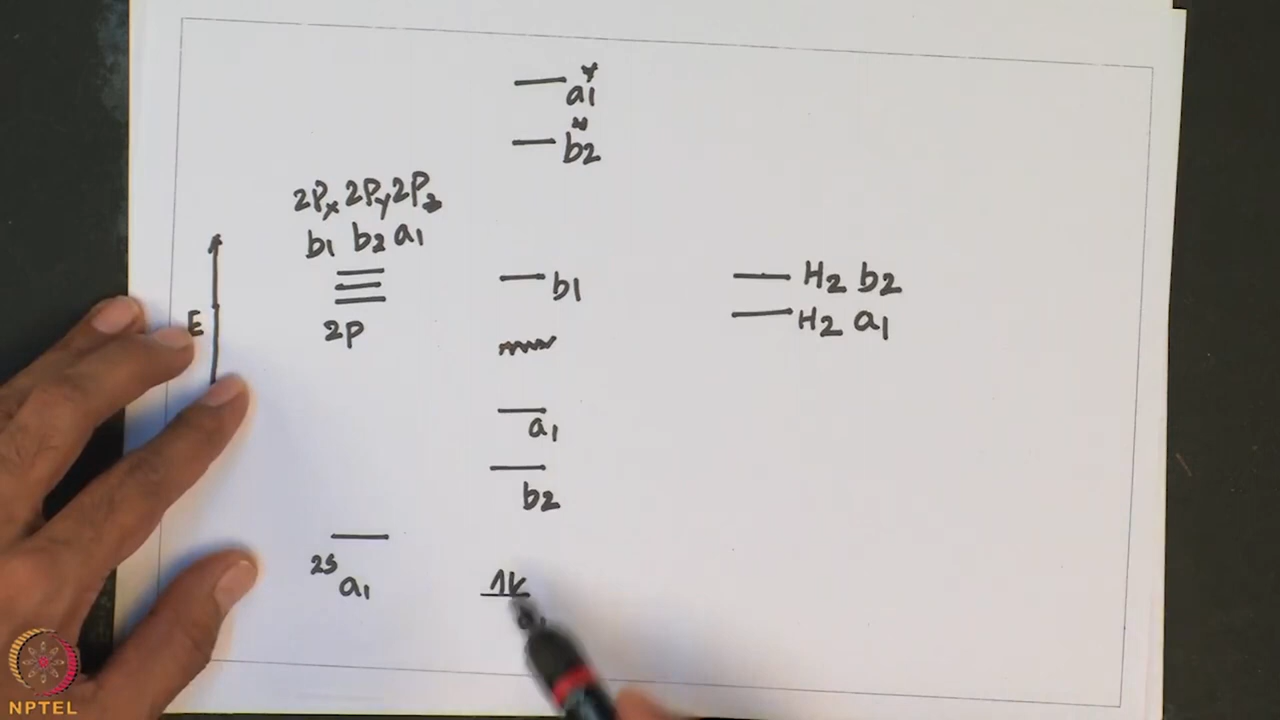 a1*
b2*
2Px 2Py 2Pz
b1 b2 a1
E
2P
b1
H2 b2
H2 a1
a1
b2
2S
a1
NPTEL